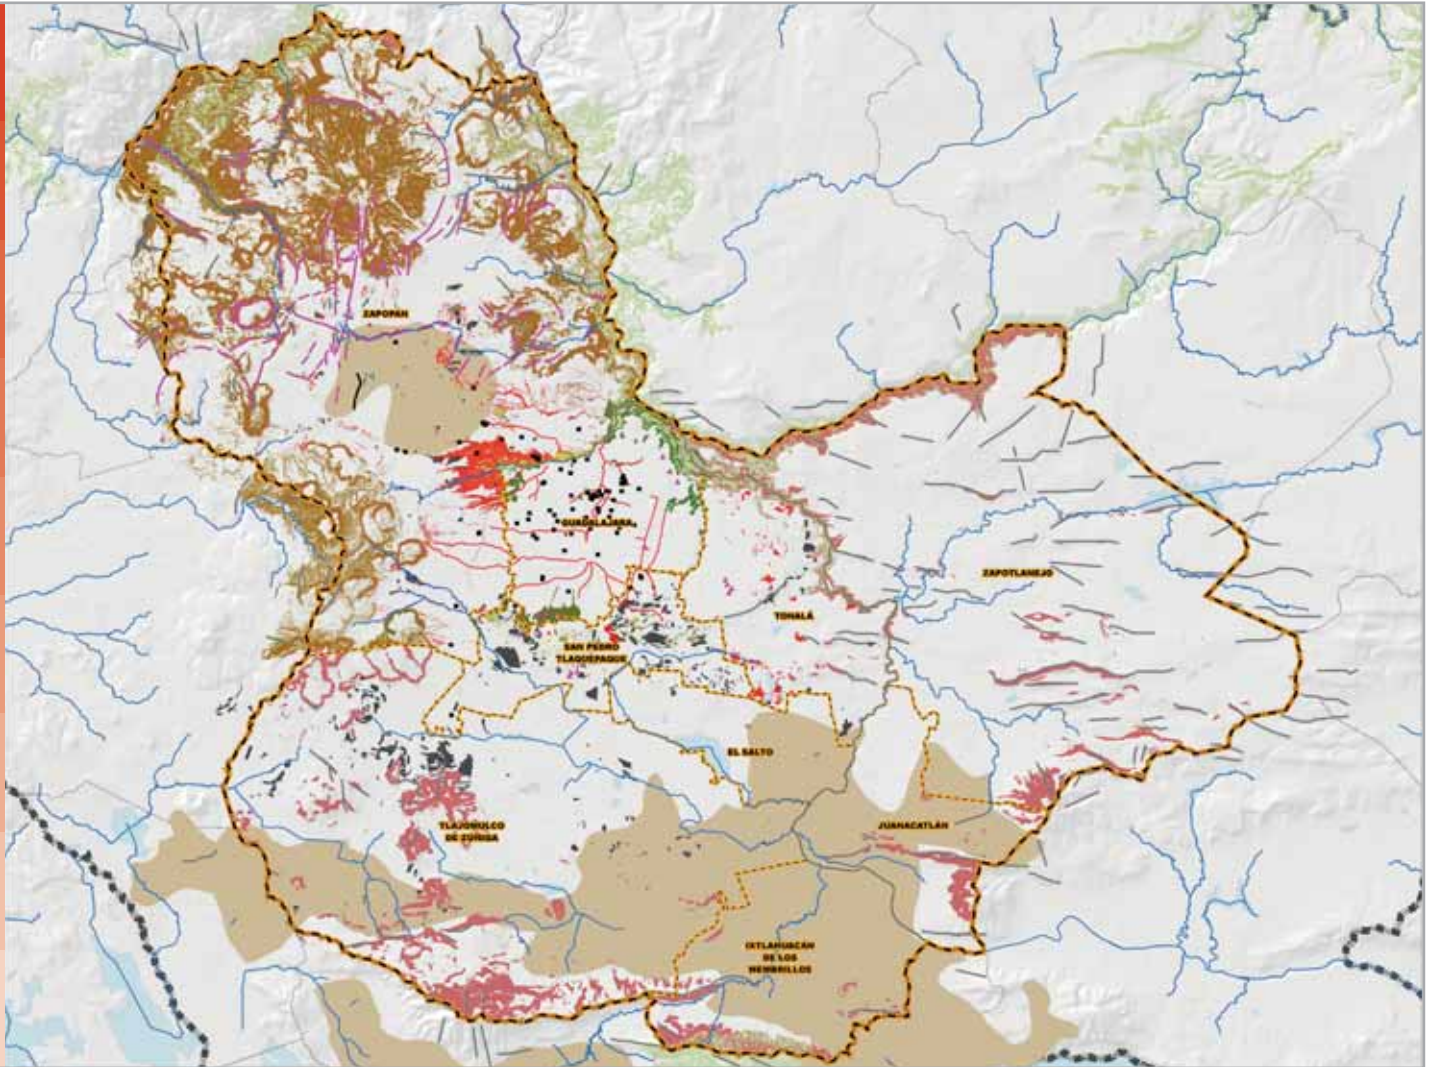 ZAPOPAN
GUADALAJARA
ZAPOTLANEJO
TONALÁ
SAN PEDRO
TLAQUEPAQUE
EL SALTO
TLAJOMULCO
DE ZÚÑIGA
JUANACATLÁN
IXTLAHUACÁN
DE LOS
MEMBRILLOS